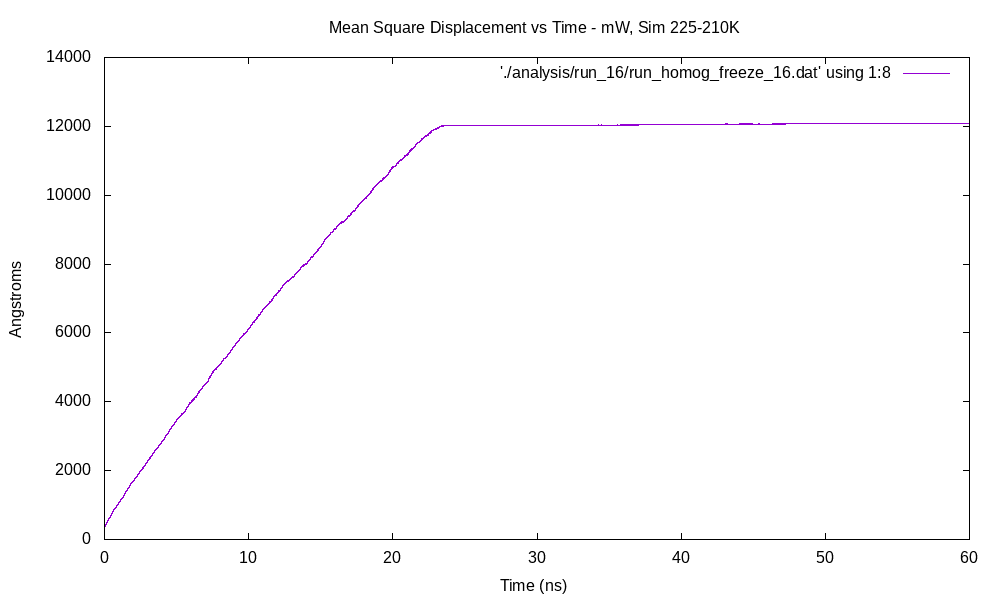 Mean Square Displacement vs Time - mW, Sim 225-210K
14000
'./analysis/run_16/run_homog_freeze_16.dat' using 1:8
12000
10000
8000
Angstroms
6000
4000
2000
0
0 10 20 30 40 50 60
Time (ns)